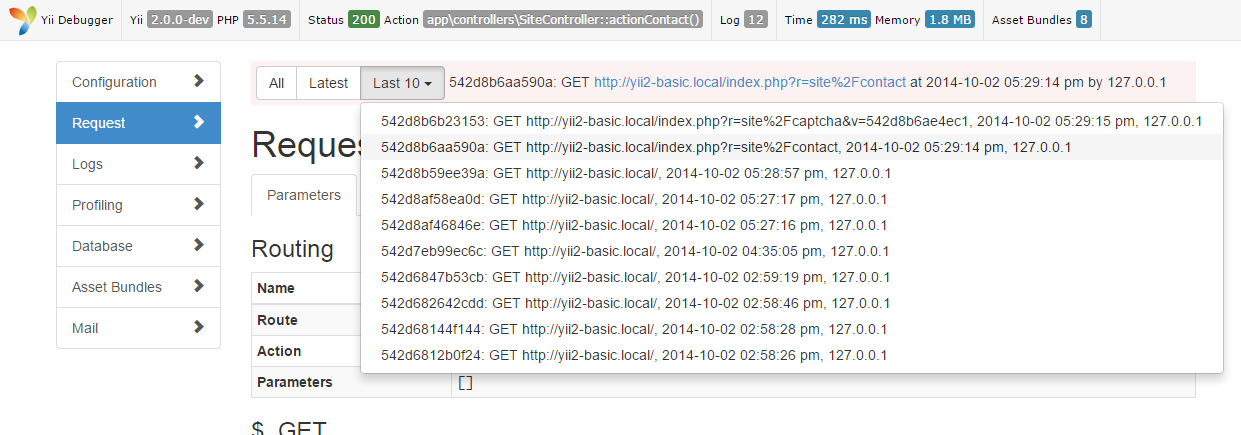 Yii Debugger Yii 2.0.0-dev PHP 5.5.14 Status 200 Action app\controllers\SiteController::actionContact() Log 12 Time 282 ms Memory 1.8 MB Asset Bundles 8
Configuration
Request
Logs
Profiling
Database
Asset Bundles
Mail
All Latest Last 10 542d8b6aa590a: GET http://yii2-basic.local/index.php?r=site%2Fcontact at 2014-10-02 05:29:14 pm by 127.0.0.1
542d8b6b23153: GET http://yii2-basic.local/index.php?r=site%2Fcaptcha&v=542d8b6ae4ec1, 2014-10-02 05:29:15 pm, 127.0.0.1
542d8b6aa590a: GET http://yii2-basic.local/index.php?r=site%2Fcontact, 2014-10-02 05:29:14 pm, 127.0.0.1
542d8b59ee39a: GET http://yii2-basic.local/, 2014-10-02 05:28:57 pm, 127.0.0.1
542d8af58ea0d: GET http://yii2-basic.local/, 2014-10-02 05:27:17 pm, 127.0.0.1
542d8af46846e: GET http://yii2-basic.local/, 2014-10-02 05:27:16 pm, 127.0.0.1
542d7eb99ec6c: GET http://yii2-basic.local/, 2014-10-02 04:35:05 pm, 127.0.0.1
542d6847b53cb: GET http://yii2-basic.local/, 2014-10-02 02:59:19 pm, 127.0.0.1
542d682642cdd: GET http://yii2-basic.local/, 2014-10-02 02:58:46 pm, 127.0.0.1
542d68144f144: GET http://yii2-basic.local/, 2014-10-02 02:58:28 pm, 127.0.0.1
542d6812b0f24: GET http://yii2-basic.local/, 2014-10-02 02:58:26 pm, 127.0.0.1
Parameters
Routing
Name
Route
Action
Parameters []
$_GET